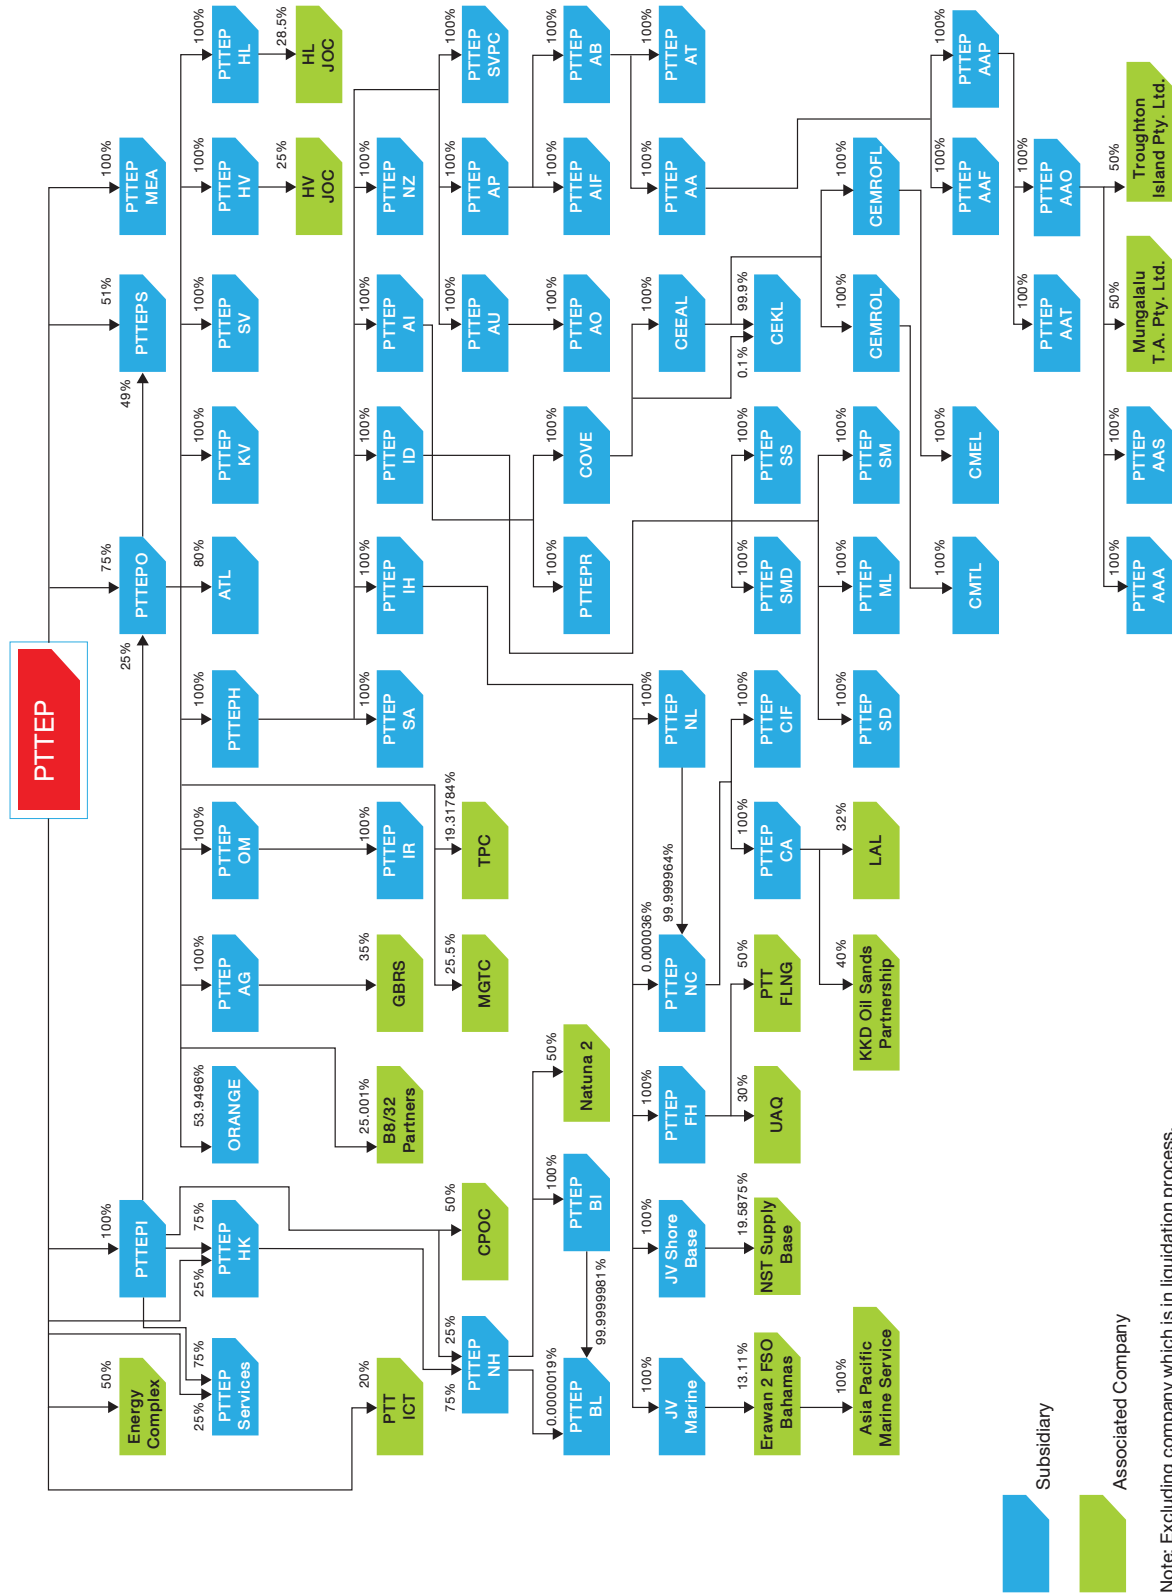 PTTEP
50%
Energy
Complex
25%
75%
PTTEP
Services
100%
PTTEPI
25%
75%
PTTEP
HK
25%
75%
PTTEPO
49%
51%
PTTEPS
100%
PTTEP
MEA
53.9496%
ORANGE
100%
PTTEP
AG
100%
PTTEP
OM
100%
PTTEPH
80%
ATL
100%
PTTEP
KV
100%
PTTEP
SV
100%
PTTEP
HV
100%
PTTEP
HL
25%
HV
JOC
28.5%
HL
JOC
20%
PTT
ICT
25.001%
B8/32
Partners
35%
GBRS
100%
PTTEP
IR
100%
PTTEP
SA
100%
PTTEP
IH
100%
PTTEP
ID
100%
PTTEP
AI
100%
PTTEP
NZ
75%
25%
PTTEP
NH
50%
CPOC
25.5%
MGTC
19.31784%
TPC
100%
PTTEP
AU
100%
PTTEP
AP
100%
PTTEP
SVPC
0.0000019%
PTTEP
BL
99.9999981%
100%
PTTEP
BI
50%
Natuna 2
100%
PTTEPR
100%
COVE
100%
PTTEP
AO
100%
PTTEP
AIF
100%
PTTEP
AB
100%
JV
Marine
100%
JV Shore
Base
100%
PTTEP
FH
0.000036%
PTTEP
NC
99.999964%
100%
PTTEP
NL
100%
CEEAL
100%
PTTEP
AA
100%
PTTEP
AT
13.11%
Erawan 2 FSO
Bahamas
19.5875%
NST Supply
Base
30%
UAQ
50%
PTT
FLNG
100%
PTTEP
CA
100%
PTTEP
CIF
100%
PTTEP
SMD
100%
PTTEP
SS
0.1%
99.9%
CEKL
100%
Asia Pacific
Marine Service
40%
KKD Oil Sands
Partnership
32%
LAL
100%
PTTEP
SD
100%
PTTEP
ML
100%
PTTEP
SM
100%
CEMROL
100%
CEMROFL
100%
CMTL
100%
CMEL
100%
PTTEP
AAF
100%
PTTEP
AAP
100%
PTTEP
AAT
100%
PTTEP
AAO
100%
PTTEP
AAA
100%
PTTEP
AAS
50%
Mungalalu
T.A. Pty. Ltd.
50%
Troughton
Island Pty. Ltd.
Subsidiary
Associated Company
Note: Excluding company which is in liquidation process.